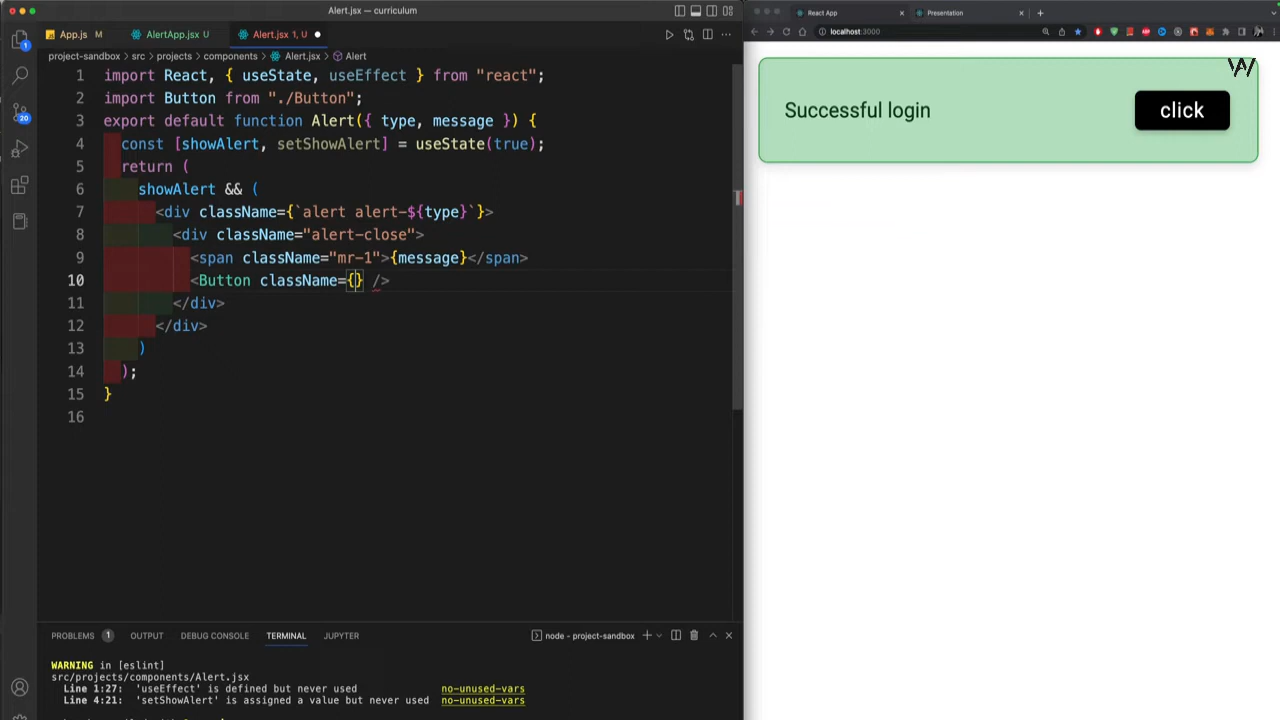 Alert.jsx — curriculum
App.js M
AlertApp.jsx U
Alert.jsx 1, U
project-sandbox > src > projects > components > Alert.jsx > Alert
1 import React, { useState, useEffect } from "react";
2 import Button from "./Button";
3 export default function Alert({ type, message }) {
4 const [showAlert, setShowAlert] = useState(true);
5 return (
6 showAlert && (
7 <div className={`alert alert-${type}`}>
8 <div className="alert-close">
9 <span className="mr-1">{message}</span>
10 <Button className={} />
11 </div>
12 </div>
13 )
14 );
15 }
16
1
20
PROBLEMS 1 OUTPUT DEBUG CONSOLE TERMINAL JUPYTER
node - project-sandbox
WARNING in [eslint]
src/projects/components/Alert.jsx
Line 1:27: 'useEffect' is defined but never used no-unused-vars
Line 4:21: 'setShowAlert' is assigned a value but never used no-unused-vars
React App
Presentation
localhost:3000
W
Successful login
click